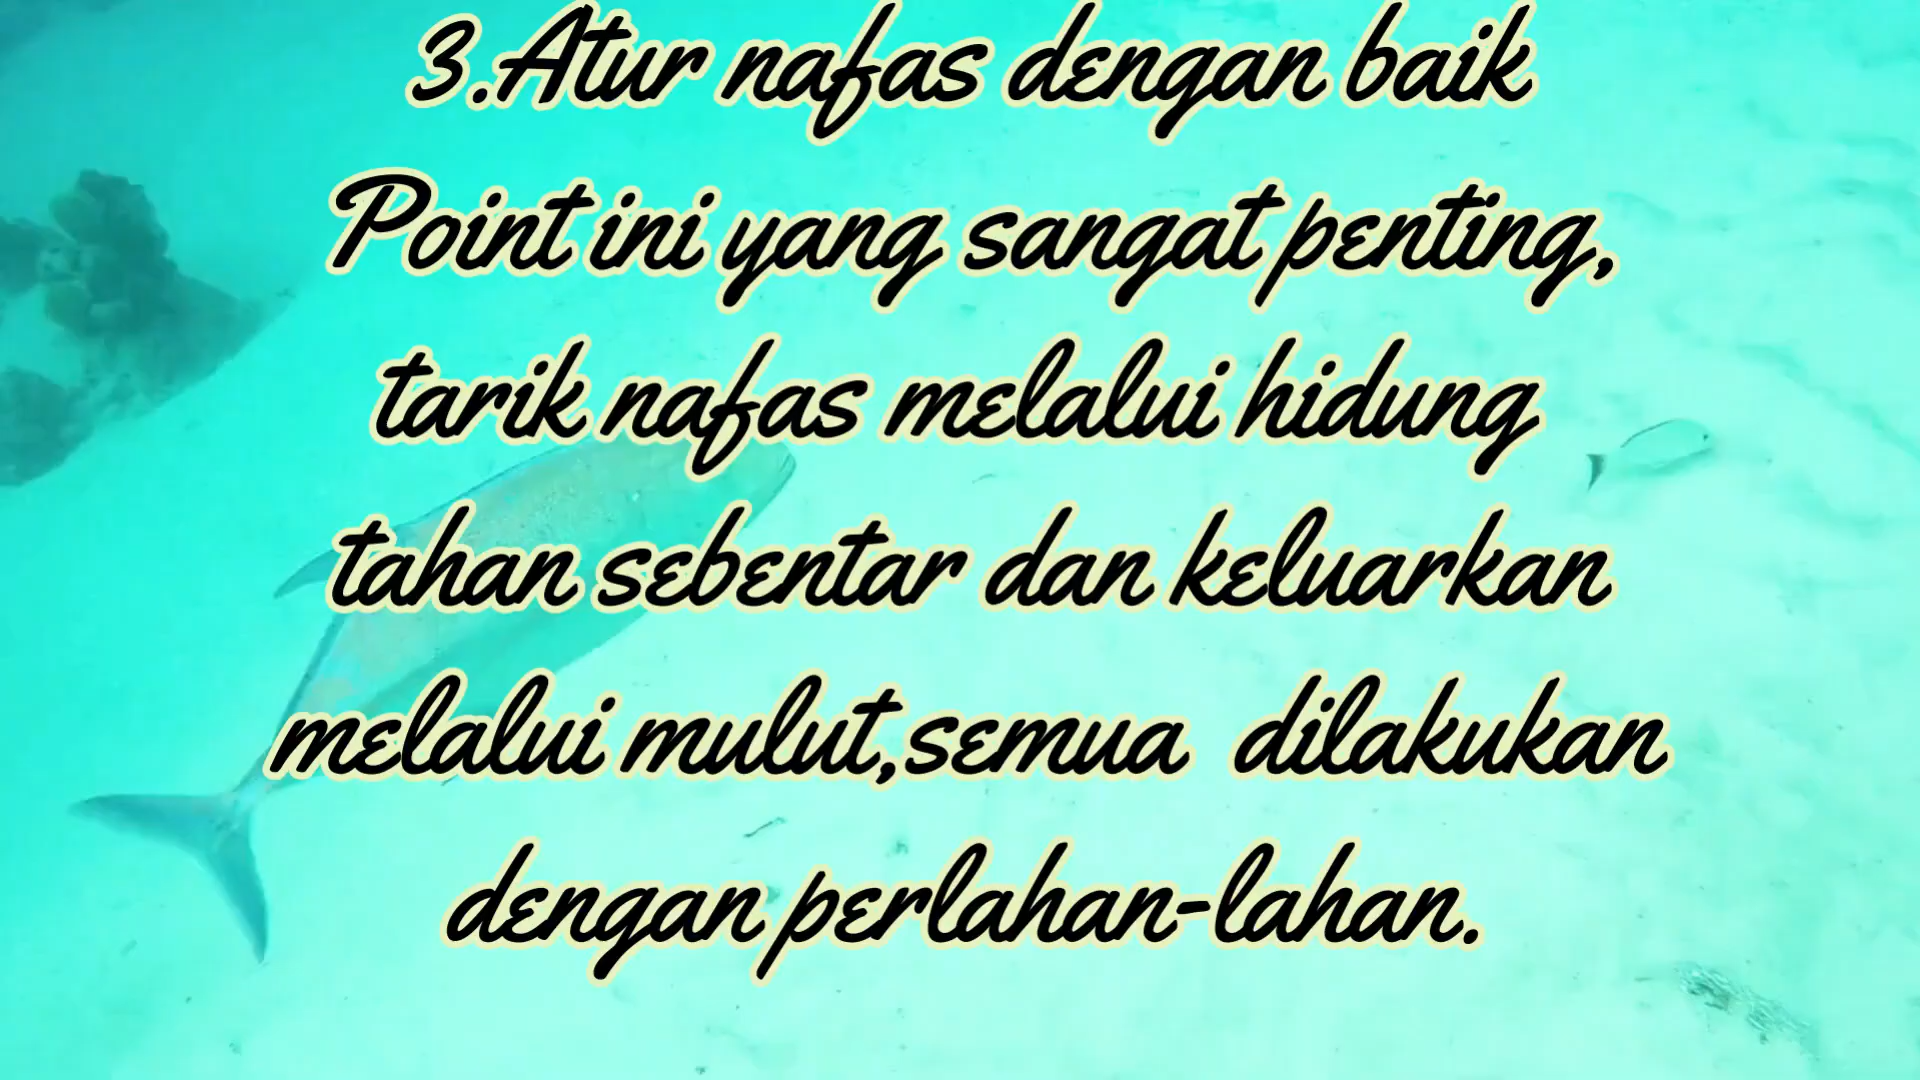 3.Atur nafas dengan baik
Point ini yang sangat penting,
tarik nafas melalui hidung
tahan sebentar dan keluarkan
melalui mulut,semua  dilakukan
dengan perlahan-lahan.